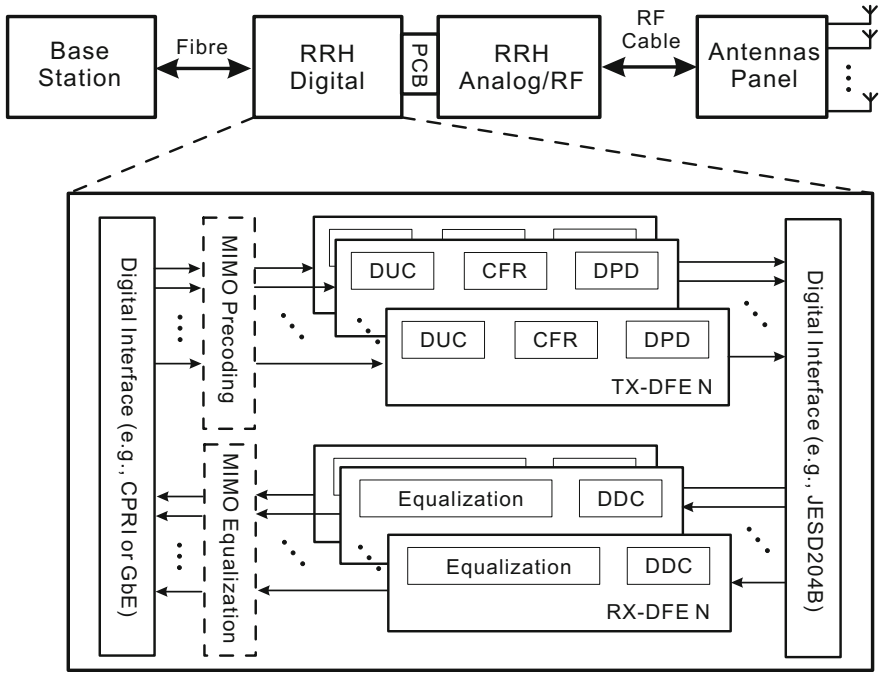 Base
Station
Fibre
RRH
Digital
PCB
RRH
Analog/RF
RF
Cable
Antennas
Panel
Digital Interface (e.g., CPRI or GbE)
MIMO Precoding
DUC
CFR
DPD
DUC
CFR
DPD
TX-DFE N
MIMO Equalization
Equalization
DDC
Equalization
DDC
RX-DFE N
Digital Interface (e.g., JESD204B)